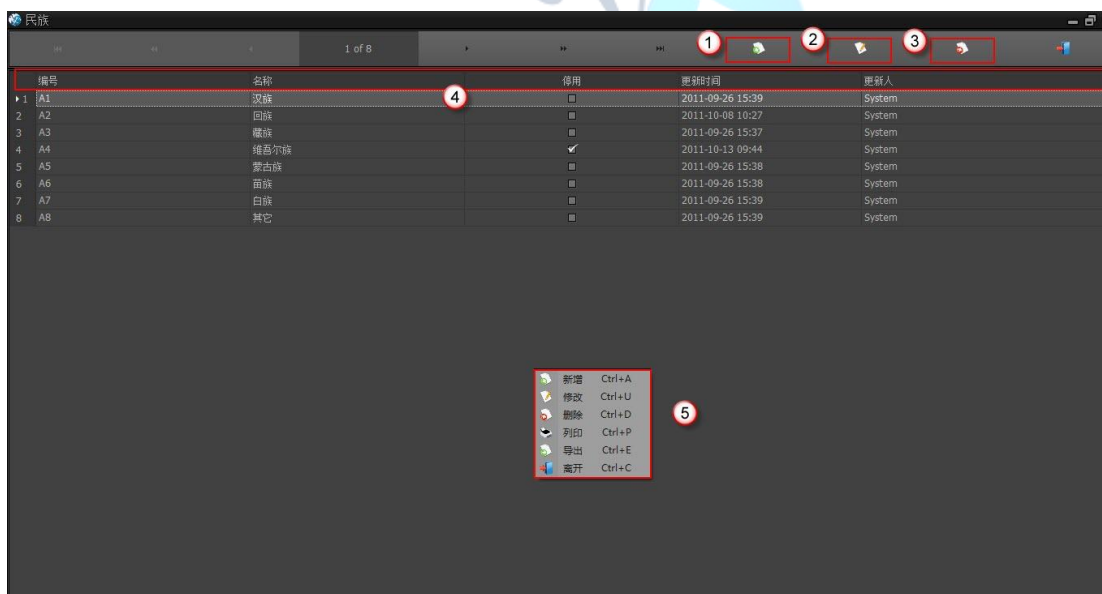 民族
1 of 8 1 2 3
编号 名称 停用 更新时间 更新人
4
1 A1 汉族 2011-09-26 15:39 System
2 A2 回族 2011-10-08 10:27 System
3 A3 藏族 2011-09-26 15:37 System
4 A4 维吾尔族 2011-10-13 09:44 System
5 A5 蒙古族 2011-09-26 15:38 System
6 A6 苗族 2011-09-26 15:38 System
7 A7 白族 2011-09-26 15:39 System
8 A8 其它 2011-09-26 15:39 System
新增 Ctrl+A
修改 Ctrl+U
删除 Ctrl+D
5
列印 Ctrl+P
导出 Ctrl+E
离开 Ctrl+C